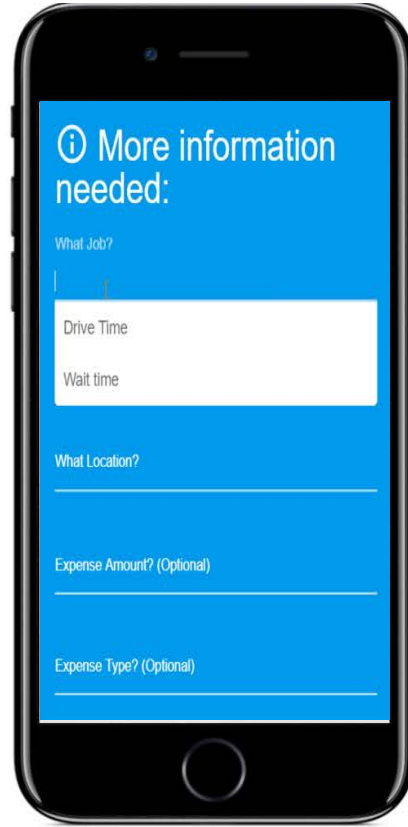 More information
needed:
What Job?
Drive Time
Wait time
What Location?
Expense Amount? (Optional)
Expense Type? (Optional)